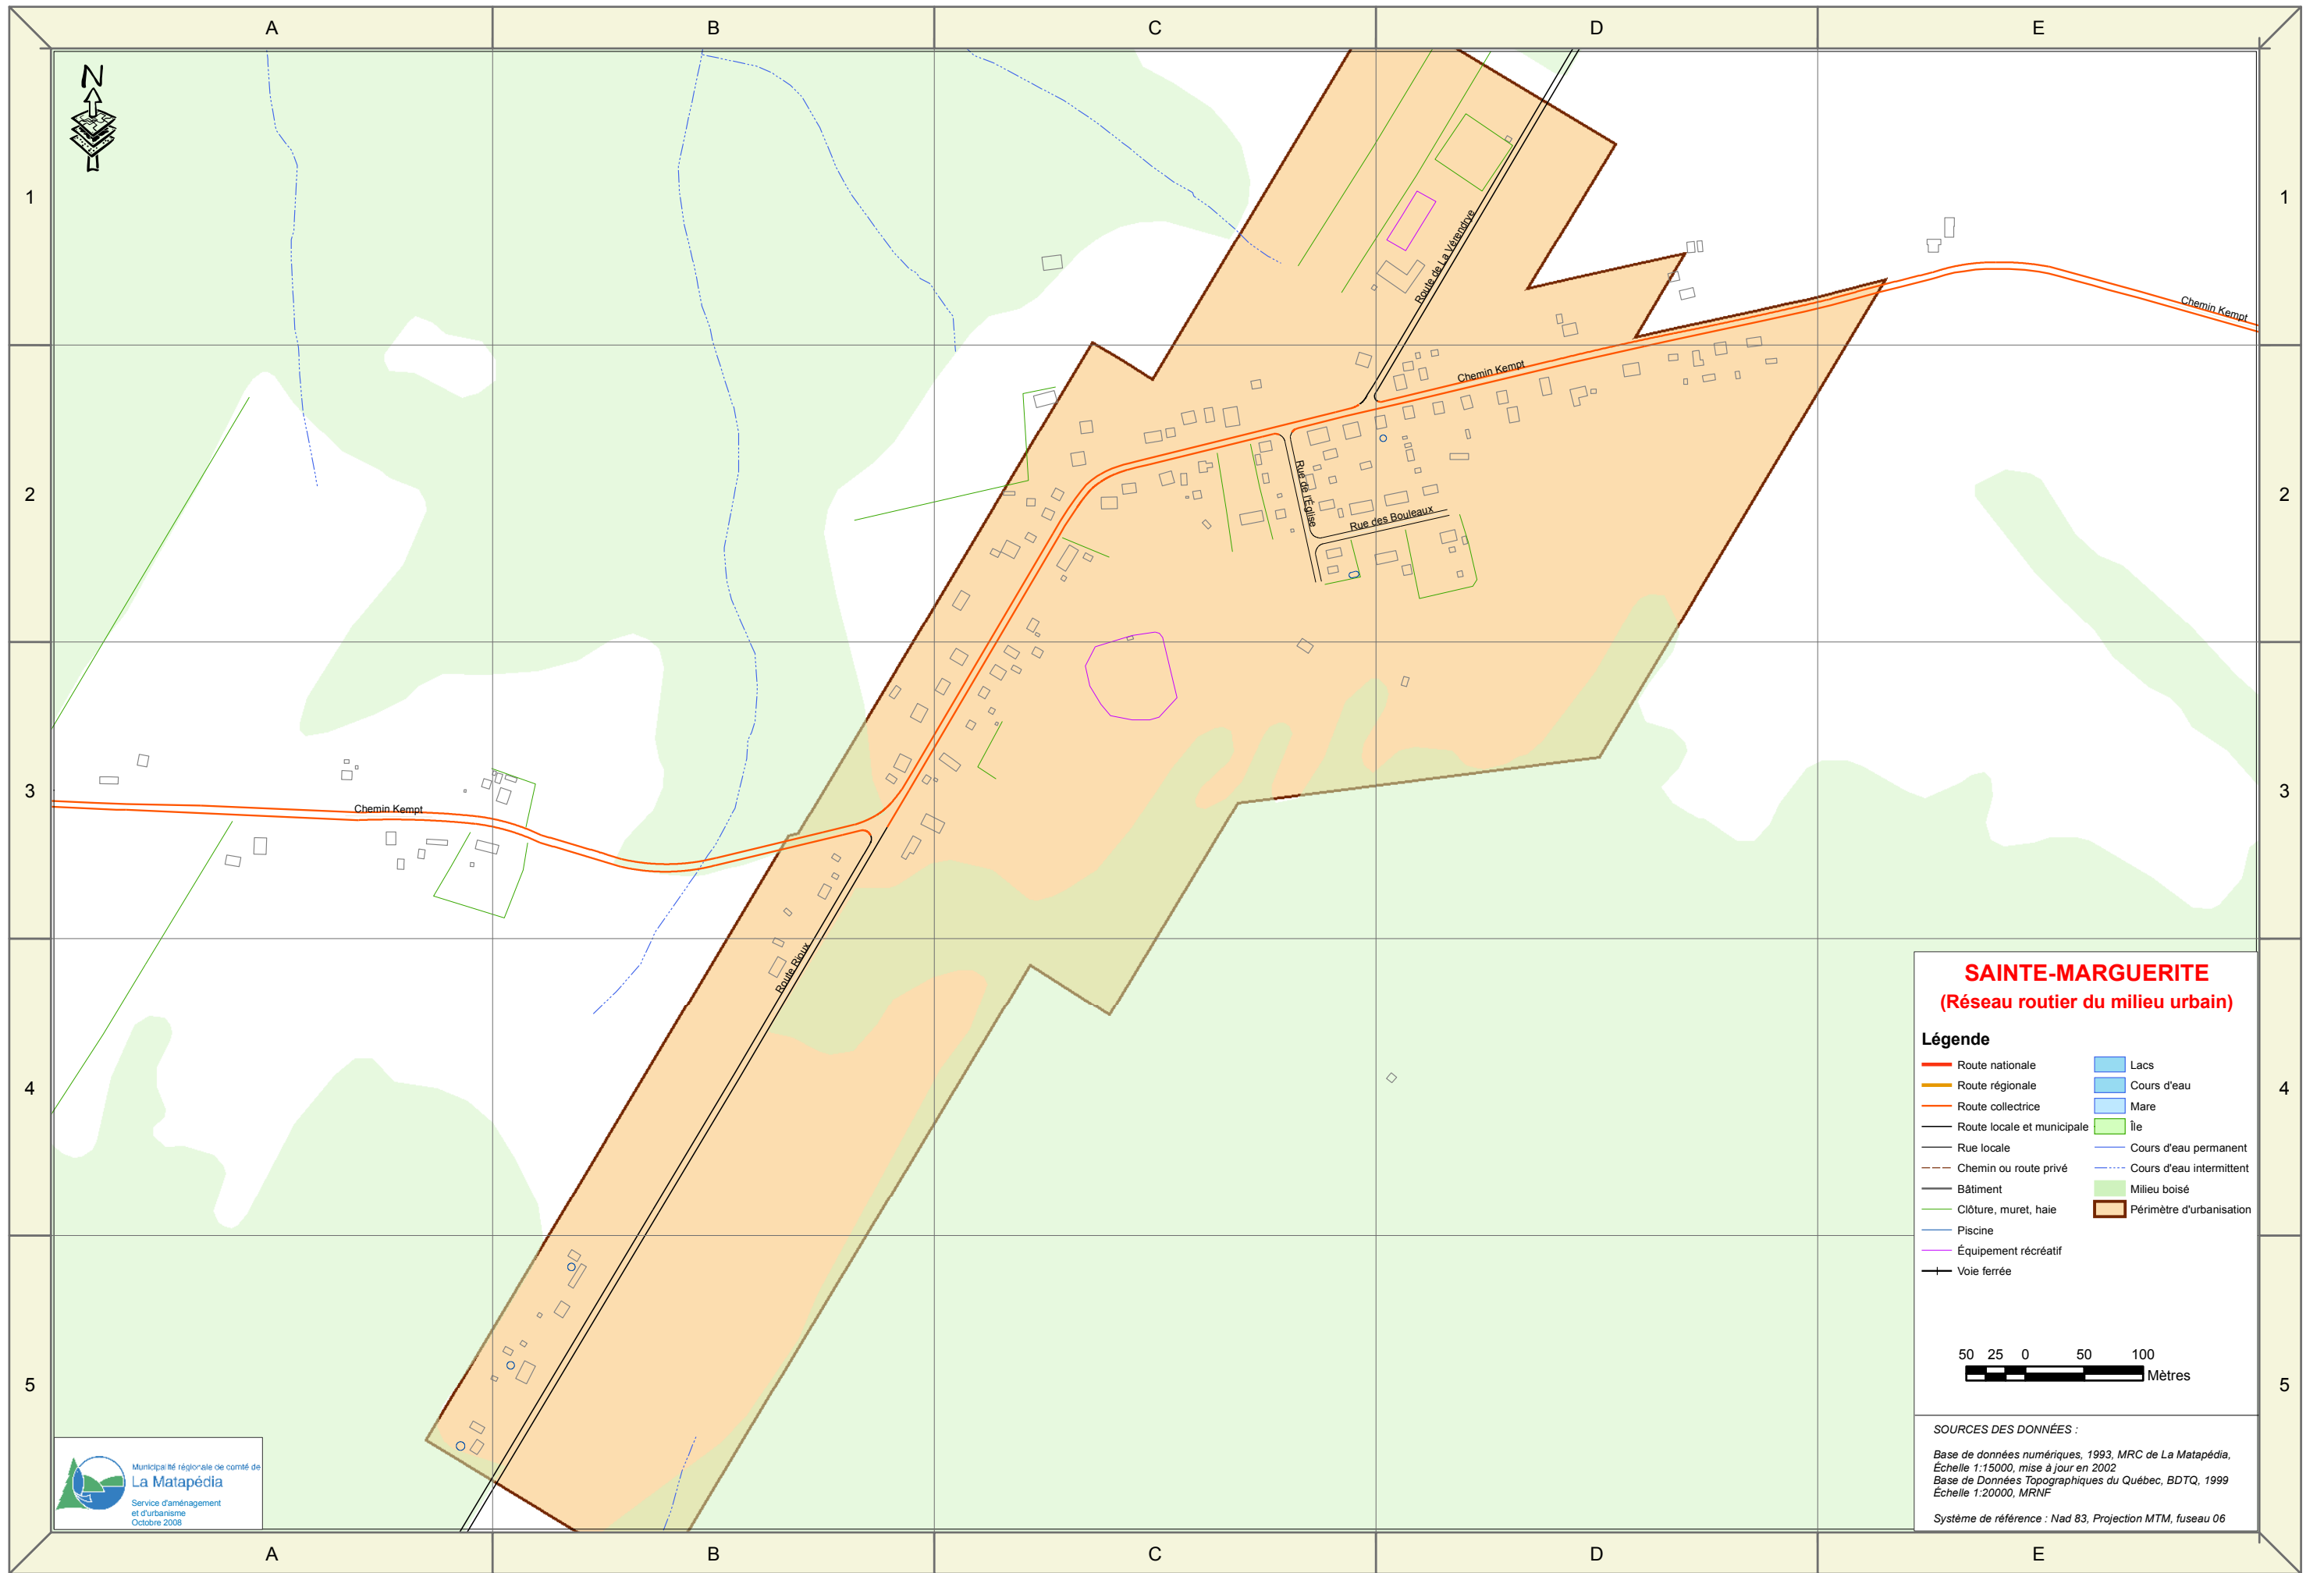 A B C D E
N
1 1
Route de La Vérendrye
Chemin Kempt
Chemin Kempt
2 2
Rue de l'Église
Rue des Bouleaux
3 3
Chemin Kempt
Route Rioux
4 4
5 5
SAINTE-MARGUERITE
(Réseau routier du milieu urbain)
Légende
Route nationale
Route régionale
Route collectrice
Route locale et municipale
Rue locale
Chemin ou route privé
Bâtiment
Clôture, muret, haie
Piscine
Équipement récréatif
Voie ferrée
Lacs
Cours d'eau
Mare
Île
Cours d'eau permanent
Cours d'eau intermittent
Milieu boisé
Périmètre d'urbanisation
50 25 0 50 100
Mètres
SOURCES DES DONNÉES :
Base de données numériques, 1993, MRC de La Matapédia,
Échelle 1:15000, mise à jour en 2002
Base de Données Topographiques du Québec, BDTQ, 1999
Échelle 1:20000, MRNF
Système de référence : Nad 83, Projection MTM, fuseau 06
Municipalité régionale de comté de
La Matapédia
Service d'aménagement
et d'urbanisme
Octobre 2008
A B C D E